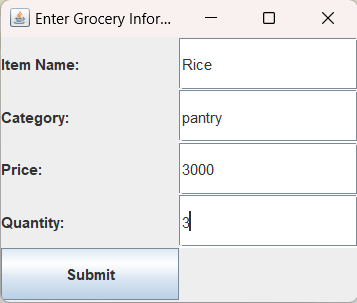 Enter Grocery Infor...
Item Name: Rice
Category: pantry
Price: 3000
Quantity: 3
Submit